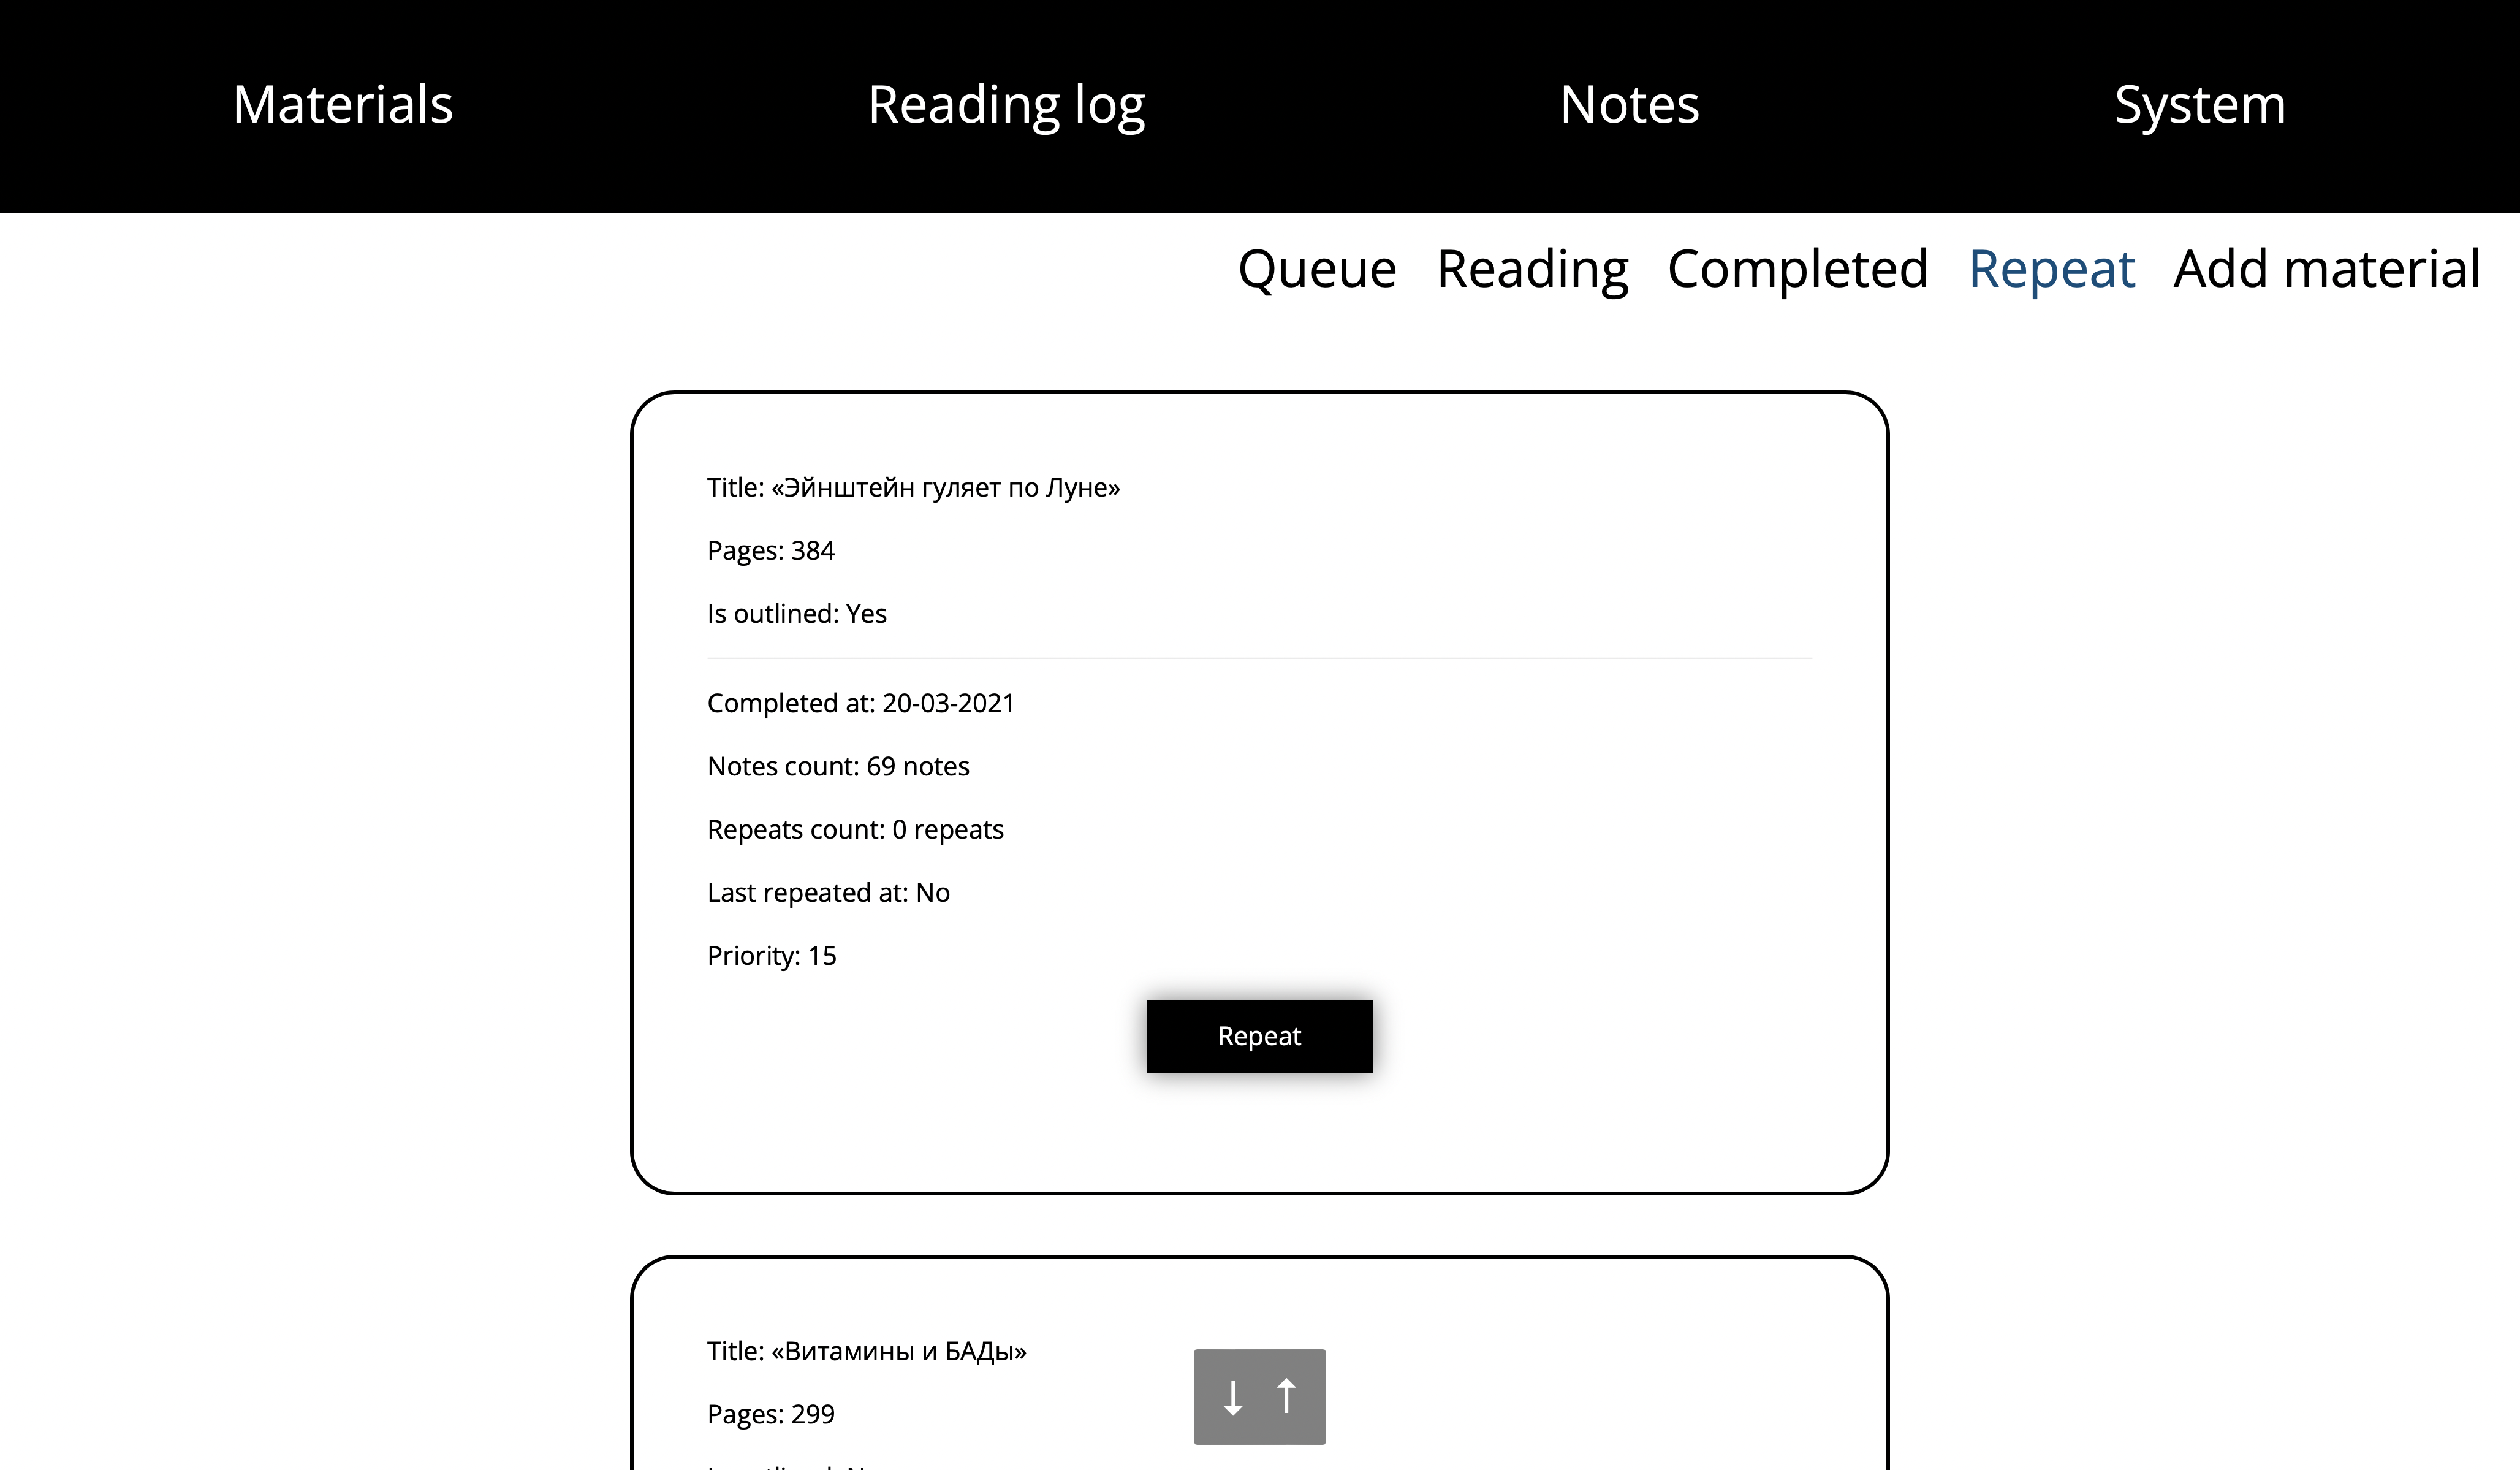 Materials Reading log Notes System
Queue Reading Completed Repeat Add material
Title: «Эйнштейн гуляет по Луне»
Pages: 384
Is outlined: Yes
Completed at: 20-03-2021
Notes count: 69 notes
Repeats count: 0 repeats
Last repeated at: No
Priority: 15
Repeat
Title: «Витамины и БАДы»
↓ ↑
Pages: 299